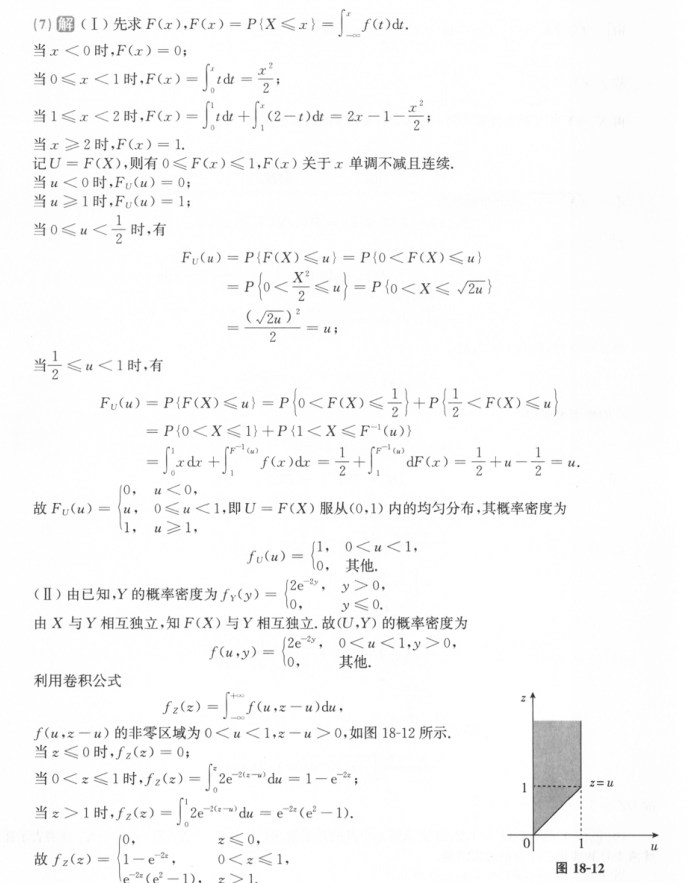 (7) 解 (Ⅰ)先求 F(x),F(x) = P{X ≤ x} = ∫_{-∞}^{x} f(t)dt.
当 x < 0 时,F(x) = 0;
当 0 ≤ x < 1 时,F(x) = ∫_0^x tdt = x²/2;
当 1 ≤ x < 2 时,F(x) = ∫_0^1 tdt + ∫_1^x (2-t)dt = 2x - 1 - x²/2;
当 x ≥ 2 时,F(x) = 1.
记 U = F(X),则有 0 ≤ F(x) ≤ 1,F(x) 关于 x 单调不减且连续.
当 u < 0 时,F_U(u) = 0;
当 u ≥ 1 时,F_U(u) = 1;
当 0 ≤ u < 1/2 时,有
F_U(u) = P{F(X) ≤ u} = P{0 < F(X) ≤ u}
= P{0 < X²/2 ≤ u} = P{0 < X ≤ √(2u)}
= (√(2u))²/2 = u;
当 1/2 ≤ u < 1 时,有
F_U(u) = P{F(X) ≤ u} = P{0 < F(X) ≤ 1/2} + P{1/2 < F(X) ≤ u}
= P{0 < X ≤ 1} + P{1 < X ≤ F^{-1}(u)}
= ∫_0^1 xdx + ∫_1^{F^{-1}(u)} f(x)dx = 1/2 + ∫_1^{F^{-1}(u)} dF(x) = 1/2 + u - 1/2 = u.
故 F_U(u) = {0, u < 0, u, 0 ≤ u < 1, 1, u ≥ 1, 即 U = F(X) 服从(0,1) 内的均匀分布,其概率密度为
f_U(u) = {1, 0 < u < 1, 0, 其他.
(Ⅱ) 由已知,Y 的概率密度为 f_Y(y) = {2e^{-2y}, y > 0, 0, y ≤ 0.
由 X 与 Y 相互独立,知 F(X) 与 Y 相互独立.故(U,Y) 的概率密度为
f(u,y) = {2e^{-2y}, 0 < u < 1,y > 0, 0, 其他.
利用卷积公式
f_Z(z) = ∫_{-∞}^{+∞} f(u,z-u)du,
f(u,z-u) 的非零区域为 0 < u < 1,z-u > 0,如图 18-12 所示.
当 z ≤ 0 时,f_Z(z) = 0;
当 0 < z ≤ 1 时,f_Z(z) = ∫_0^z 2e^{-2(z-u)}du = 1 - e^{-2z};
当 z > 1 时,f_Z(z) = ∫_0^1 2e^{-2(z-u)}du = e^{-2z}(e² - 1).
故 f_Z(z) = {0, z ≤ 0, 1 - e^{-2z}, 0 < z ≤ 1, e^{-2z}(e² - 1), z > 1.
z
1
z = u
0
1
u
图 18-12